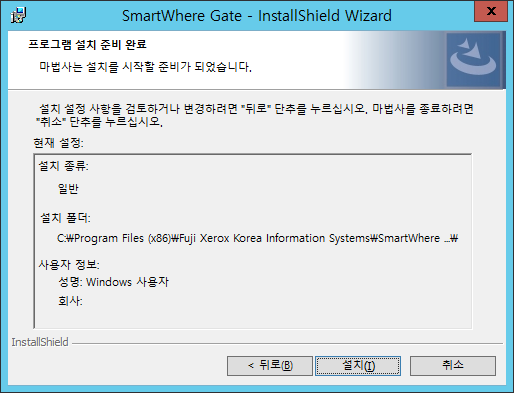 SmartWhere Gate - InstallShield Wizard
프로그램 설치 준비 완료
마법사는 설치를 시작할 준비가 되었습니다.
설치 설정 사항을 검토하거나 변경하려면 "뒤로" 단추를 누르십시오. 마법사를 종료하려면
"취소" 단추를 누르십시오.
현재 설정:
설치 종류:
일반
설치 폴더:
C:₩Program Files (x86)₩Fuji Xerox Korea Information Systems₩SmartWhere ...₩
사용자 정보:
성명: Windows 사용자
회사:
InstallShield
< 뒤로(B)
설치(I)
취소